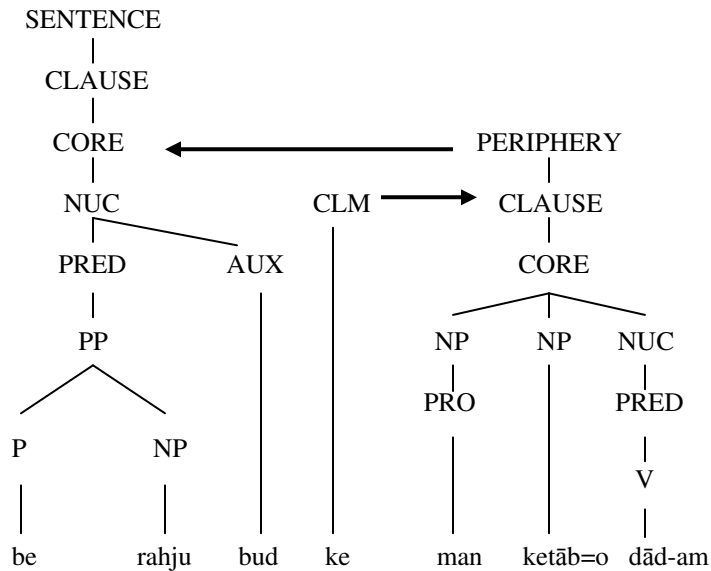 SENTENCE
CLAUSE
CORE PERIPHERY
NUC CLM CLAUSE
PRED AUX CORE
PP NP NP NUC
PRO PRED
P NP
V
be rahju bud ke man ketāb=o dād-am